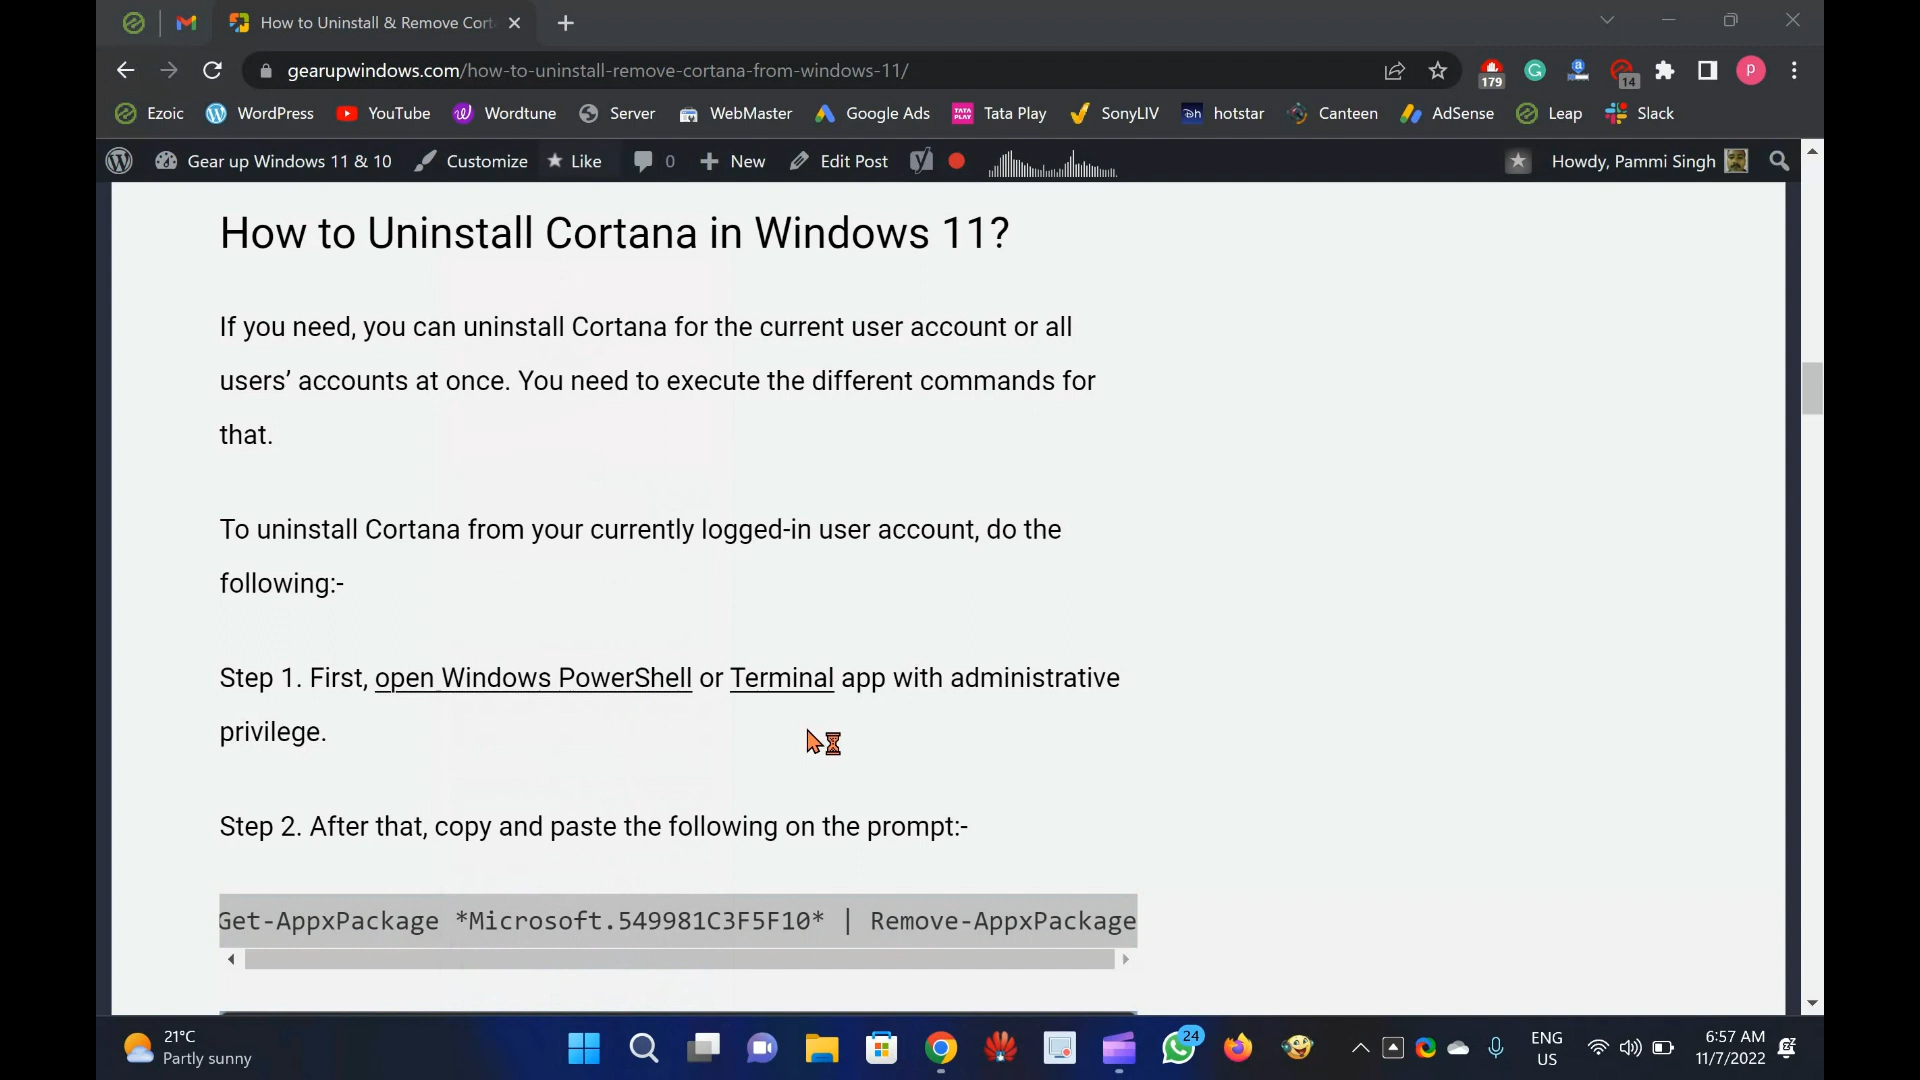 How to Uninstall & Remove Cort
gearupwindows.com/how-to-uninstall-remove-cortana-from-windows-11/
179
14
P
Ezoic WordPress YouTube Wordtune Server WebMaster Google Ads Tata Play SonyLIV hotstar Canteen AdSense Leap Slack
Gear up Windows 11 & 10 Customize Like 0 New Edit Post Howdy, Pammi Singh
How to Uninstall Cortana in Windows 11?
If you need, you can uninstall Cortana for the current user account or all
users’ accounts at once. You need to execute the different commands for
that.
To uninstall Cortana from your currently logged-in user account, do the
following:-
Step 1. First, open Windows PowerShell or Terminal app with administrative
privilege.
Step 2. After that, copy and paste the following on the prompt:-
Get-AppxPackage *Microsoft.549981C3F5F10* | Remove-AppxPackage
21°C
Partly sunny
24
ENG
US
6:57 AM
11/7/2022